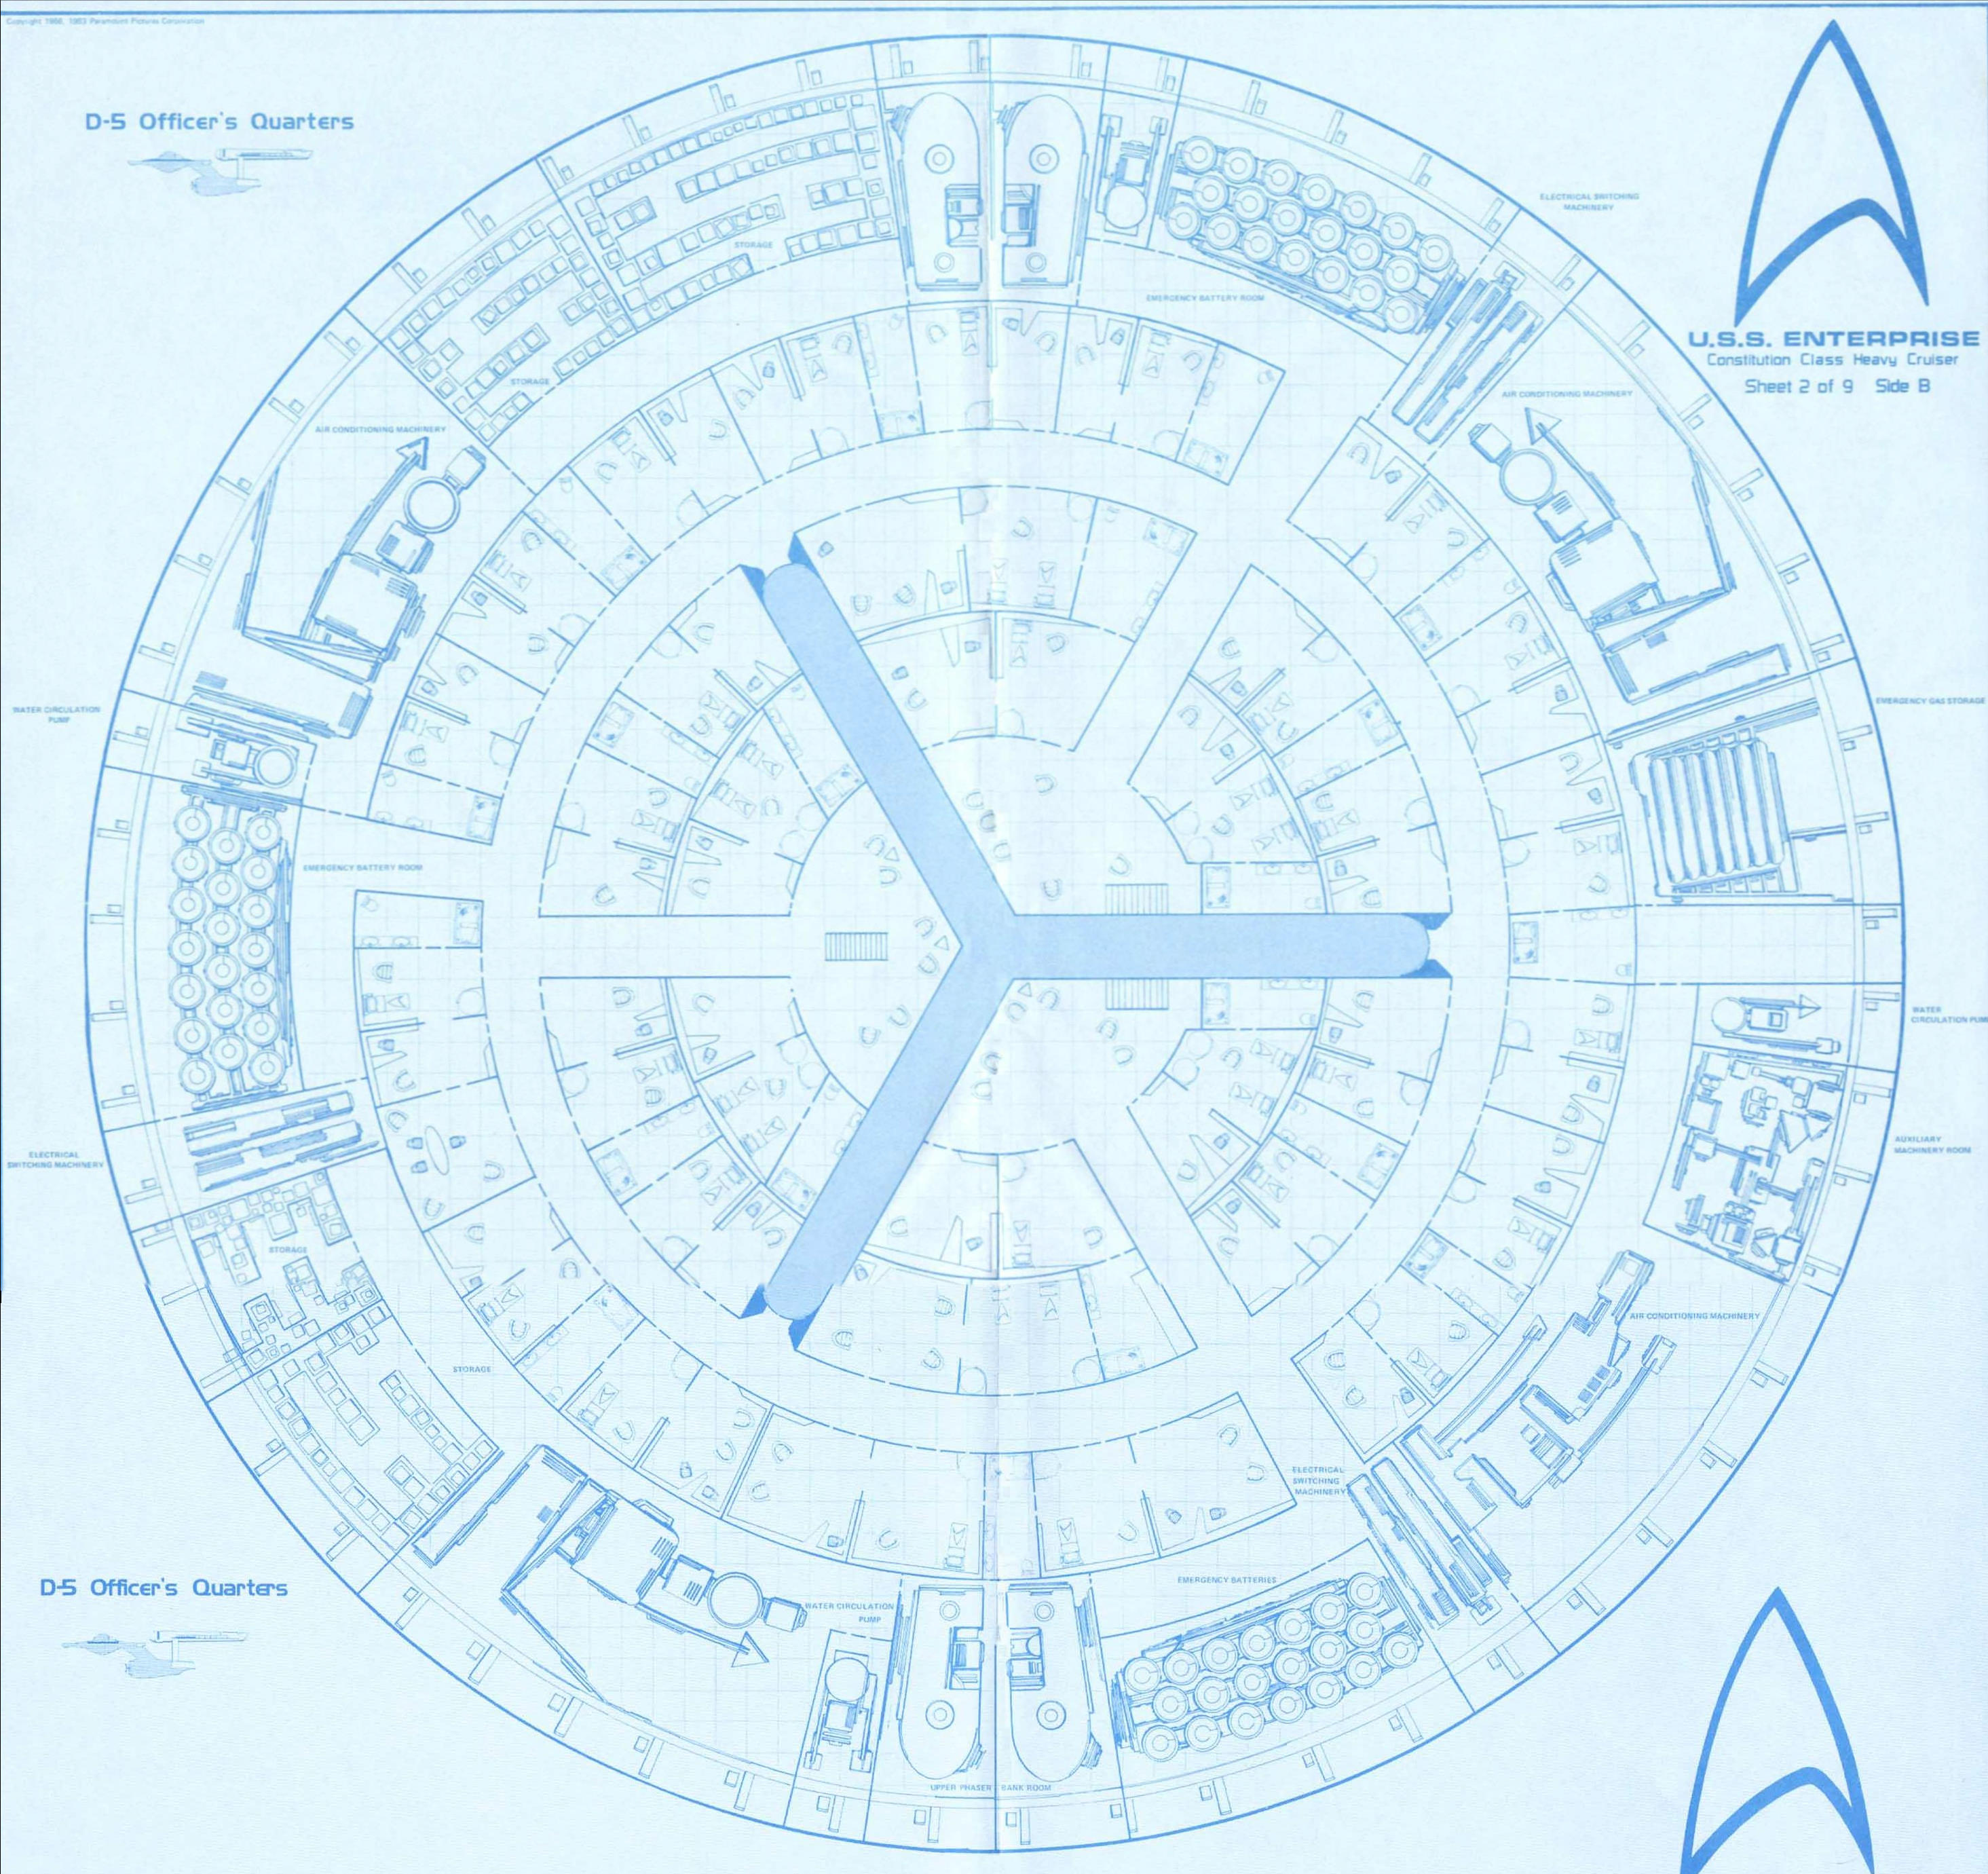 Copyright 1966, 1983 Paramount Pictures Corporation
D-5 Officer's Quarters
U.S.S. ENTERPRISE
Constitution Class Heavy Cruiser
Sheet 2 of 9 Side B
ELECTRICAL SWITCHING
MACHINERY
STORAGE
EMERGENCY BATTERY ROOM
STORAGE
AIR CONDITIONING MACHINERY
AIR CONDITIONING MACHINERY
WATER CIRCULATION
PUMP
EMERGENCY GAS STORAGE
EMERGENCY BATTERY ROOM
WATER
CIRCULATION PUM
ELECTRICAL
SWITCHING MACHINERY
AUXILIARY
MACHINERY ROOM
STORAGE
AIR CONDITIONING MACHINERY
STORAGE
ELECTRICAL
SWITCHING
MACHINERY
EMERGENCY BATTERIES
D-5 Officer's Quarters
WATER CIRCULATION
PUMP
UPPER PHASER BANK ROOM